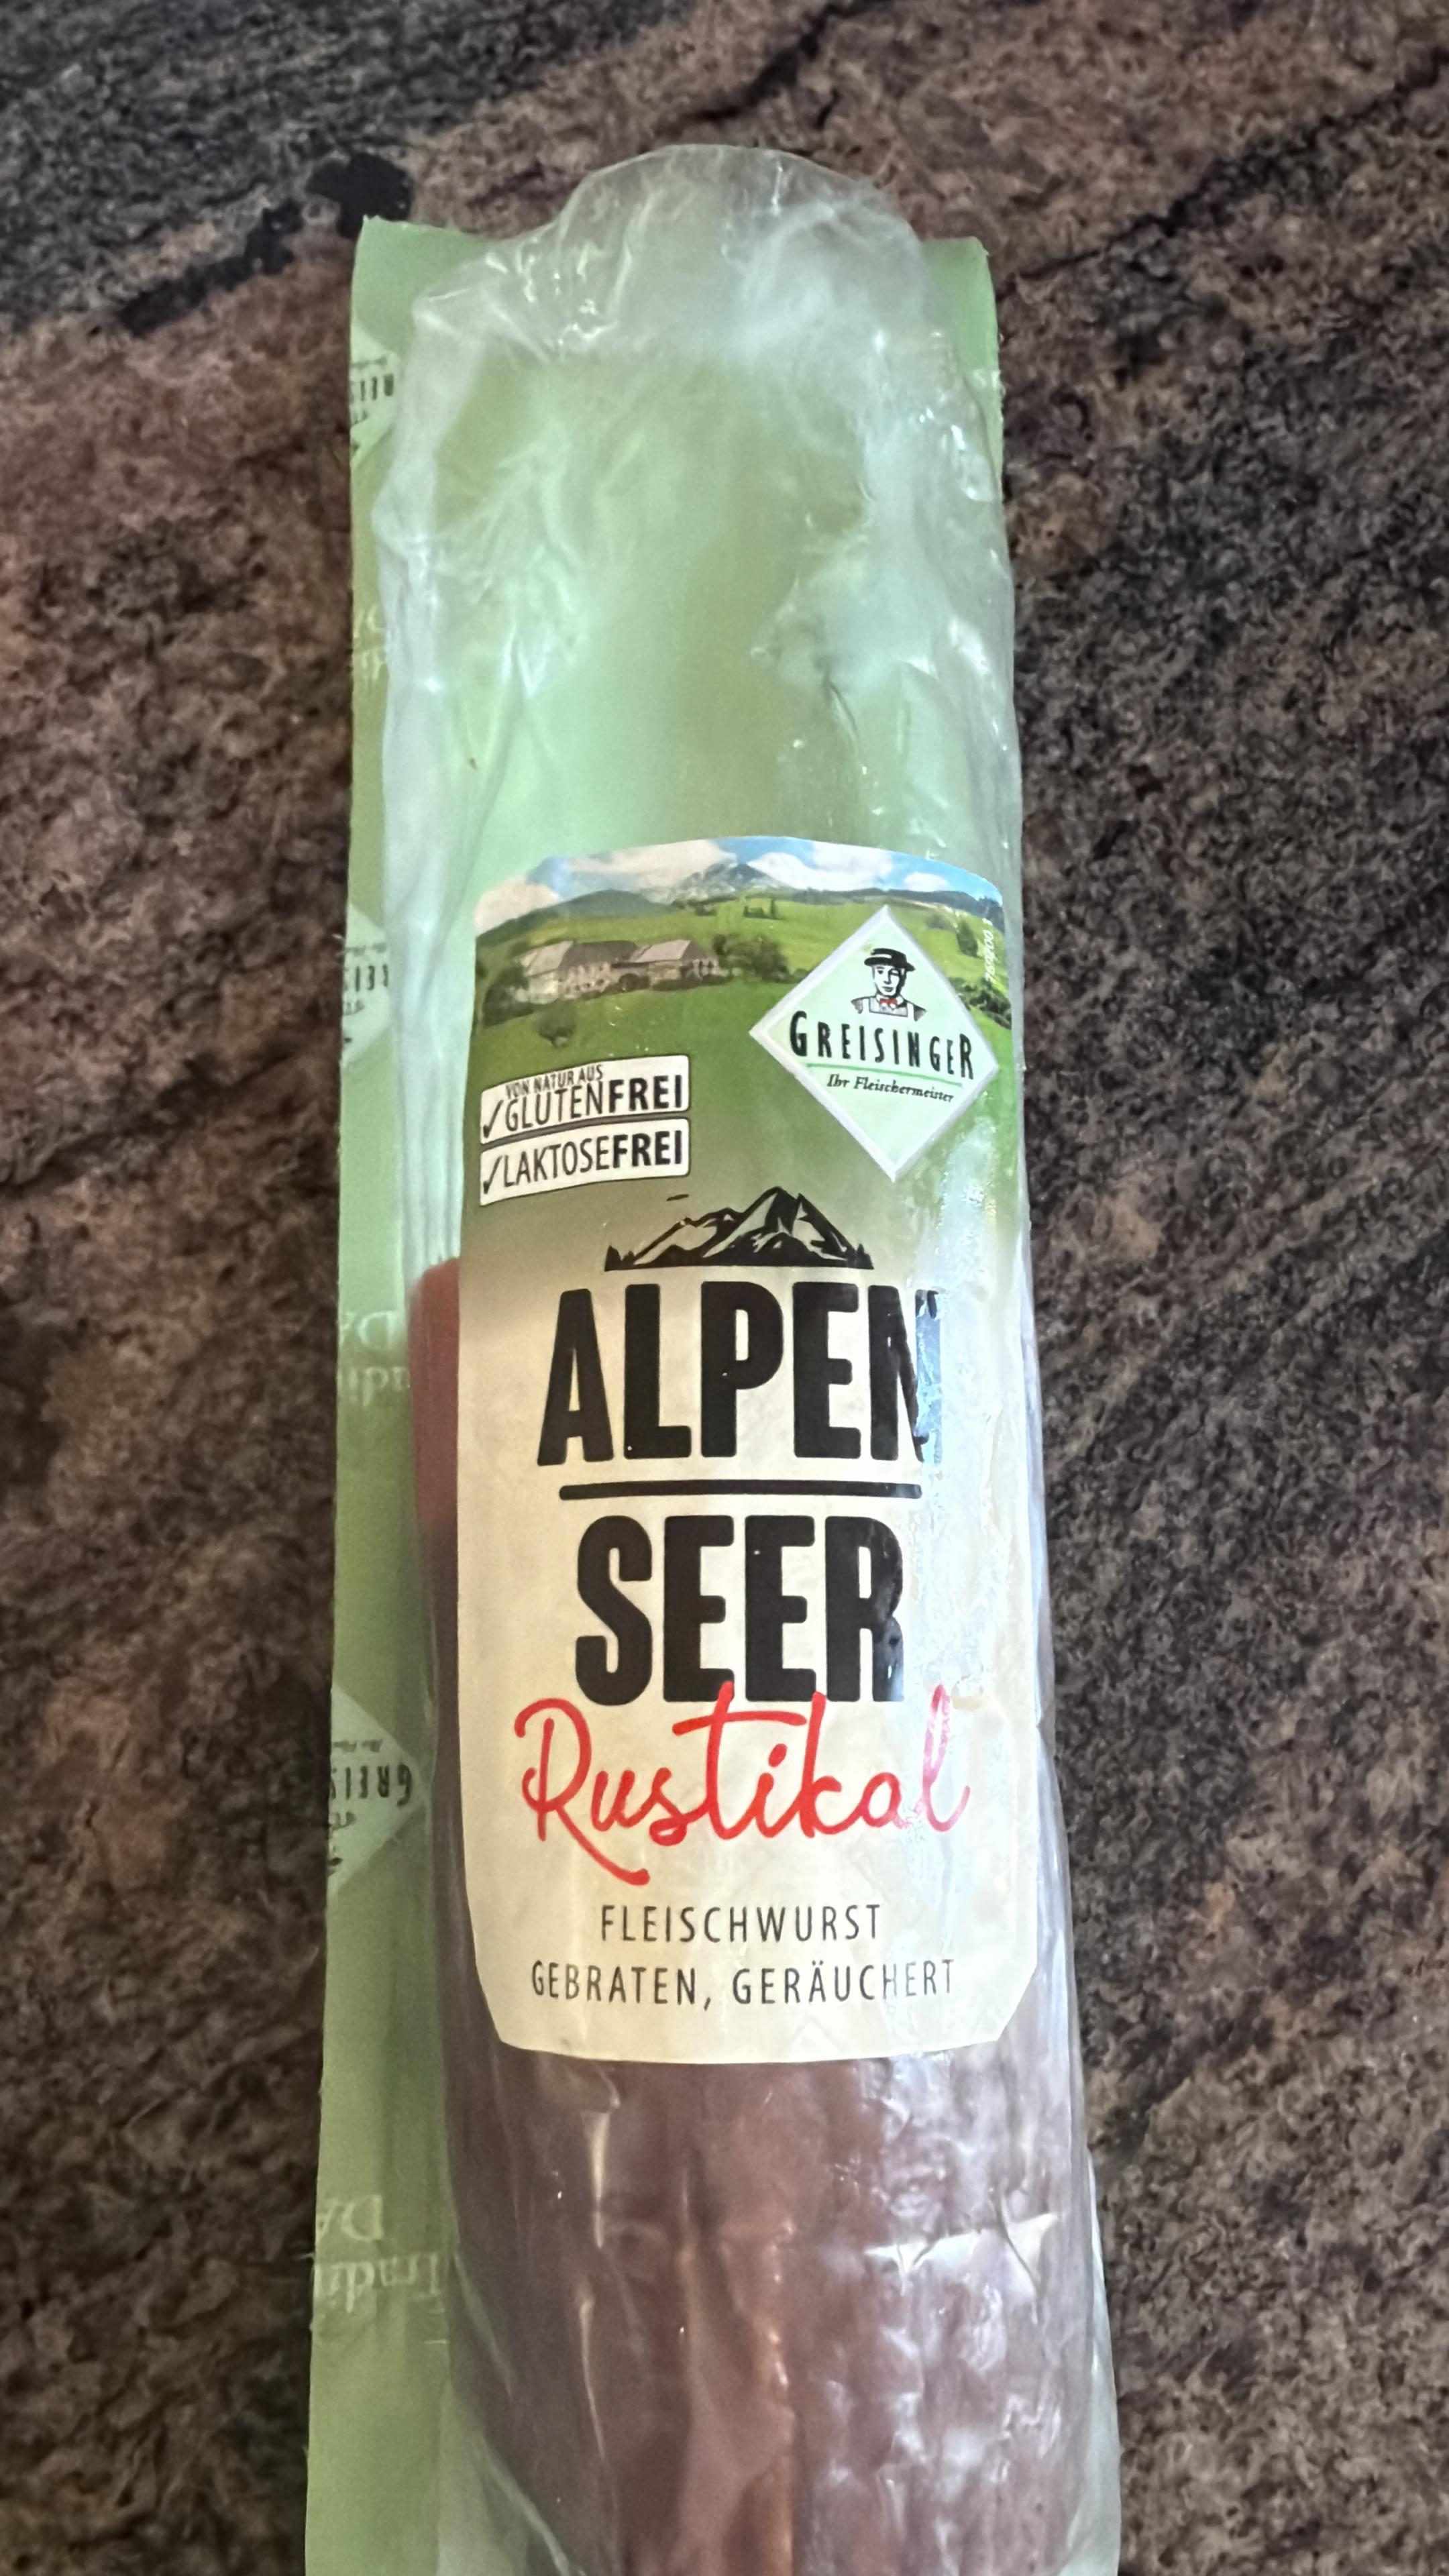 GREISINGER
Ihr Fleischermeister
VON NATUR AUS
✓GLUTENFREI
✓LAKTOSEFREI
ALPEN
SEER
Rustikal
FLEISCHWURST
GEBRATEN, GERÄUCHERT